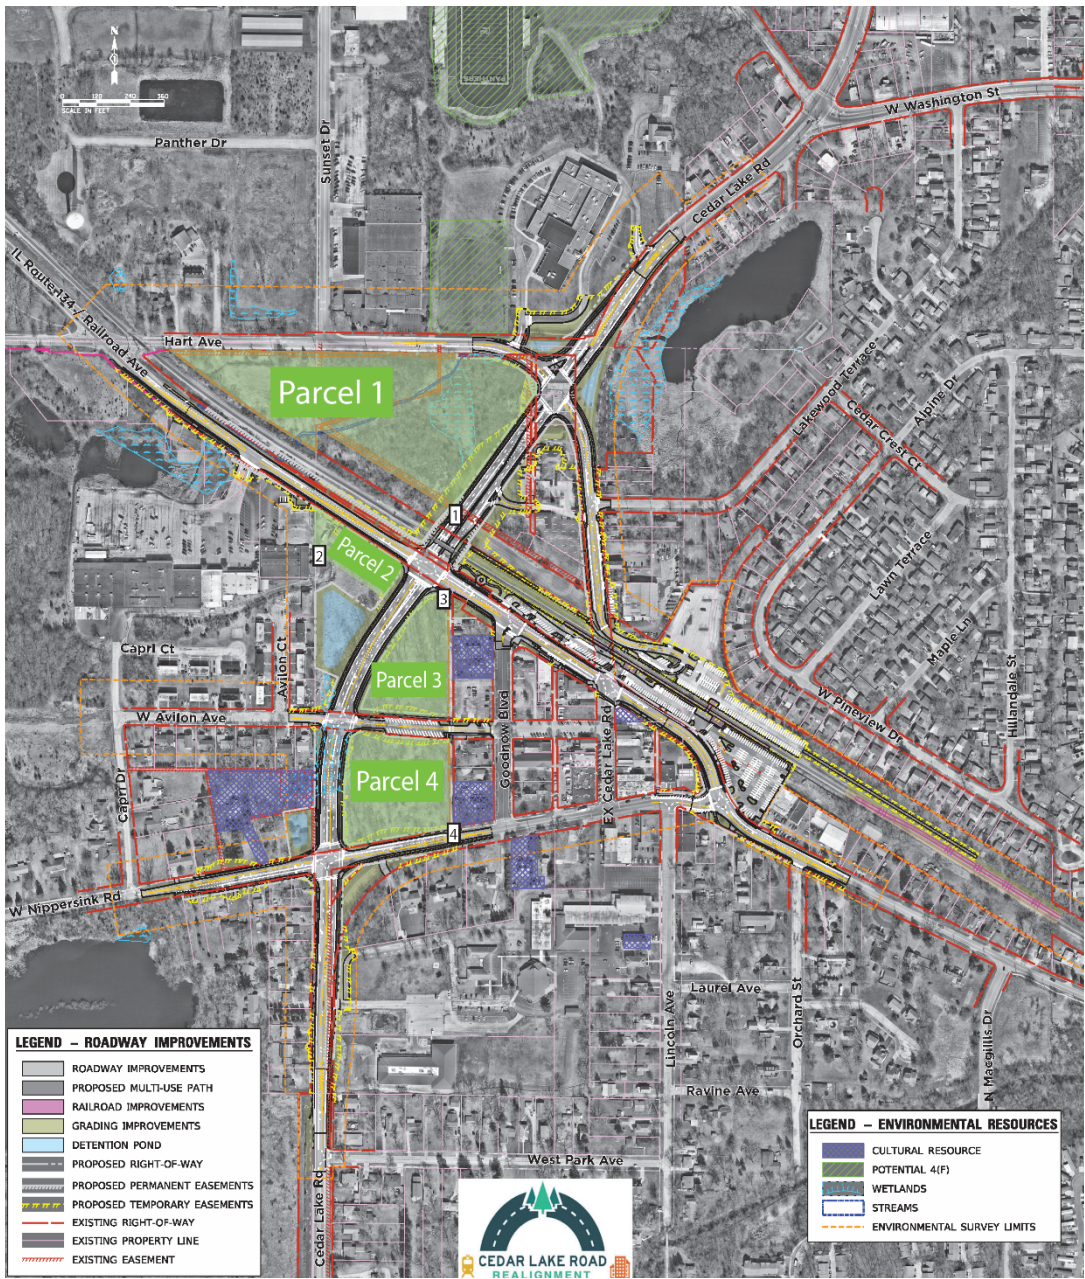 N
0 120 240 360
SCALE IN FEET
PANTHERS
W Washington St
Panther Dr
Sunset Dr
Cedar Lake Rd
IL Route 134 / Railroad Ave
Hart Ave
Parcel 1
Lakewood Terrace
Alpine Dr
Cedar Crest Ct
1
2
Parcel 2
3
Lawn Terrace
Maple Ln
Capri Ct
Avilon Ct
Parcel 3
Hillandale St
W Pineview Dr
W Avilon Ave
Goodnow Blvd
EX Cedar Lake Rd
Capri Dr
Parcel 4
4
W Nippersink Rd
Laurel Ave
Lincoln Ave
Orchard St
N Macgillis Dr
Ravine Ave
West Park Ave
Cedar Lake Rd
LEGEND - ROADWAY IMPROVEMENTS
ROADWAY IMPROVEMENTS
PROPOSED MULTI-USE PATH
RAILROAD IMPROVEMENTS
GRADING IMPROVEMENTS
DETENTION POND
PROPOSED RIGHT-OF-WAY
PROPOSED PERMANENT EASEMENTS
PROPOSED TEMPORARY EASEMENTS
EXISTING RIGHT-OF-WAY
EXISTING PROPERTY LINE
EXISTING EASEMENT
LEGEND - ENVIRONMENTAL RESOURCES
CULTURAL RESOURCE
POTENTIAL 4(F)
WETLANDS
STREAMS
ENVIRONMENTAL SURVEY LIMITS
CEDAR LAKE ROAD
REALIGNMENT